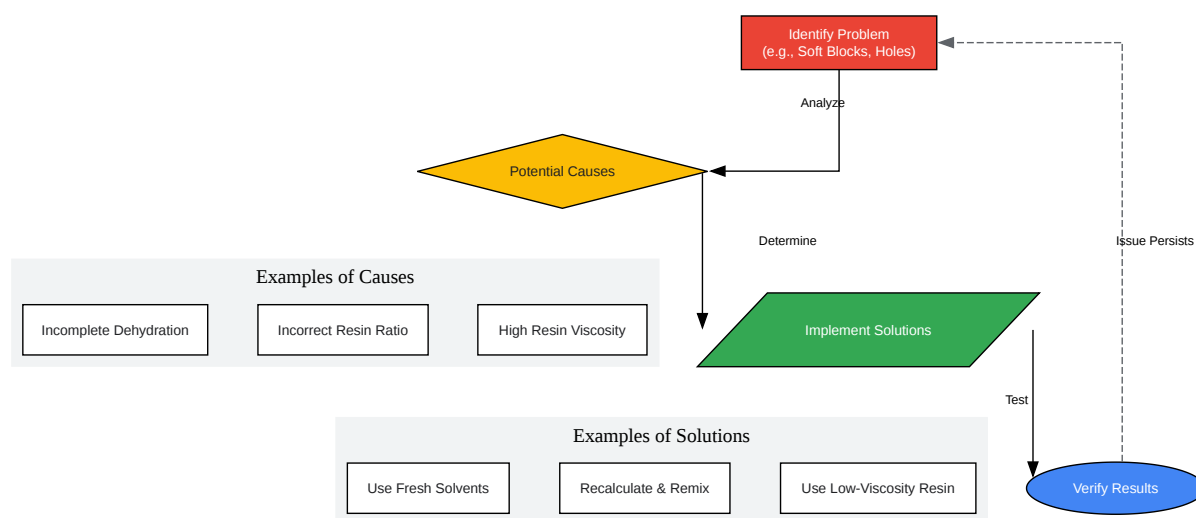 Identify Problem
(e.g., Soft Blocks, Holes)
Analyze
Potential Causes
Determine
Issue Persists
Examples of Causes
Incomplete Dehydration
Incorrect Resin Ratio
High Resin Viscosity
Implement Solutions
Test
Examples of Solutions
Use Fresh Solvents
Recalculate & Remix
Use Low-Viscosity Resin
Verify Results